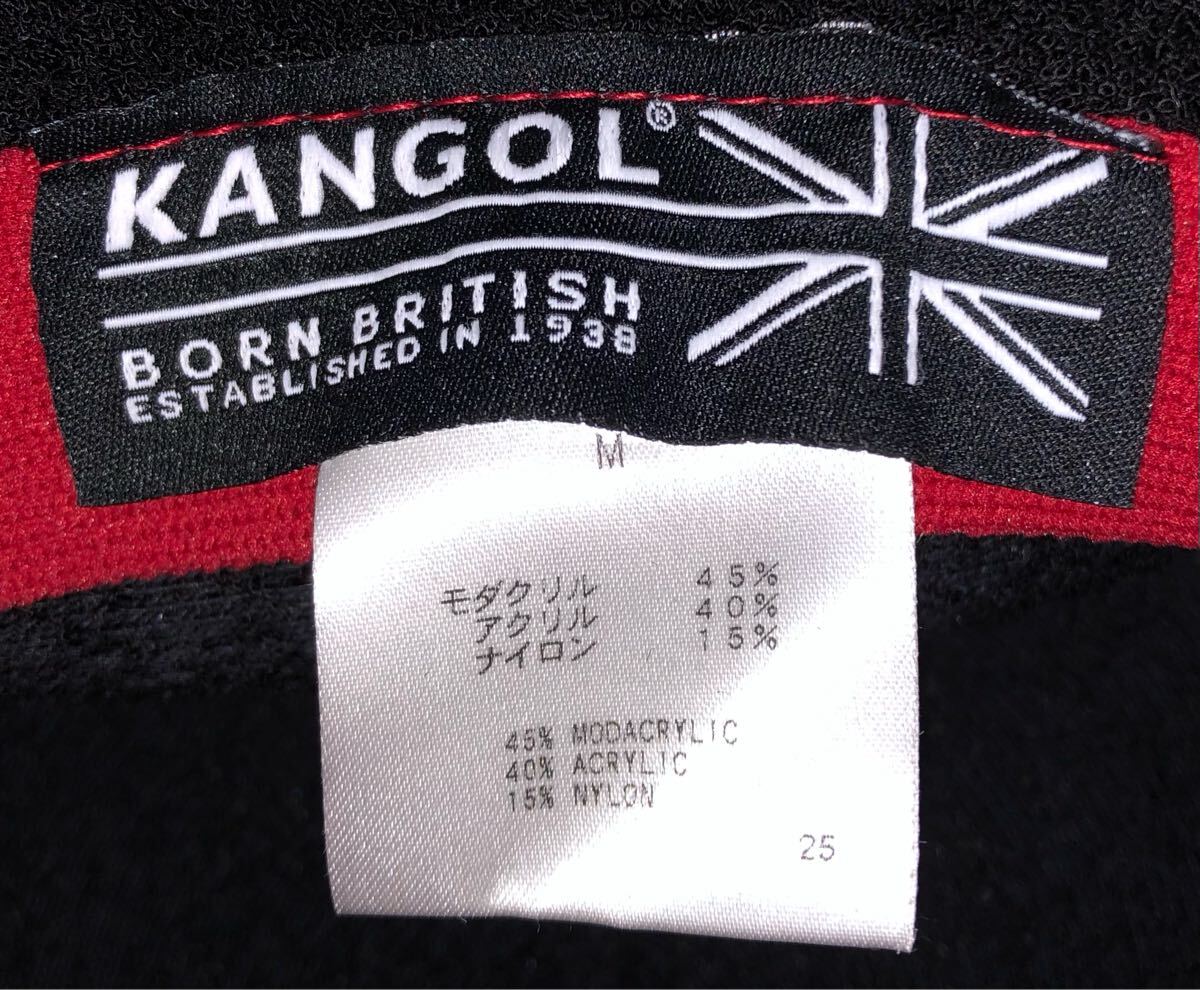 KANGOL®
BORN BRITISH
ESTABLISHED IN 1938
M
モダクリル 45%
アクリル 40%
ナイロン 15%
45% MODACRYLIC
40% ACRYLIC
15% NYLON
25